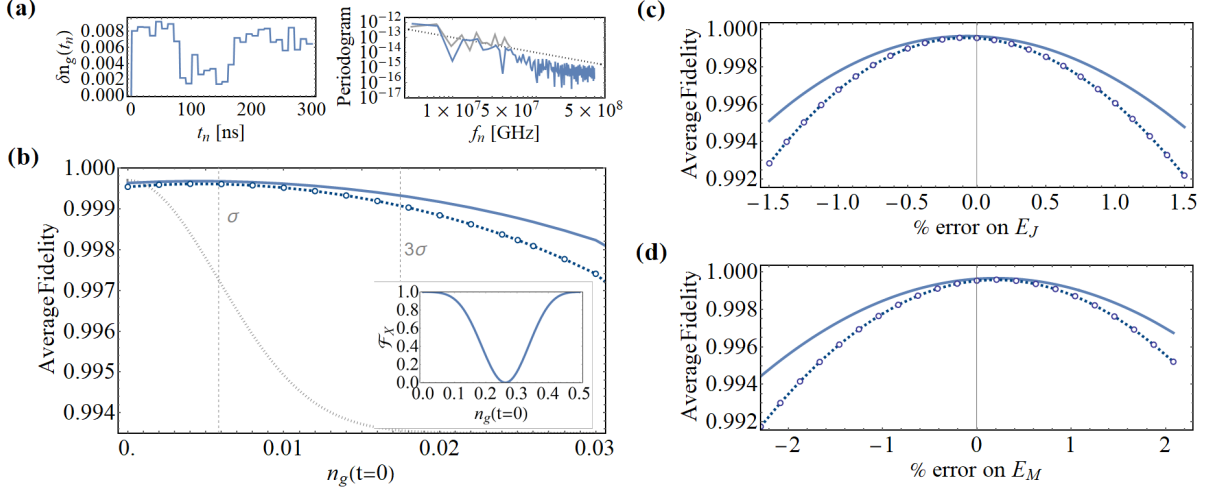 (a)
0.008
0.006
0.004
0.002
0.000
δn_g(t_n)
0 100 200 300
t_n [ns]
Periodogram
10⁻¹²
10⁻¹³
10⁻¹⁴
10⁻¹⁵
10⁻¹⁶
10⁻¹⁷
1 × 10⁷ 5 × 10⁷ 5 × 10⁸
f_n [GHz]
(b)
Average Fidelity
1.000
0.999
0.998
0.997
0.996
0.995
0.994
σ
3σ
0. 0.01 0.02 0.03
n_g(t=0)
ℱ_X
1.0
0.8
0.6
0.4
0.2
0.0
0.0 0.1 0.2 0.3 0.4 0.5
n_g(t=0)
(c)
Average Fidelity
1.000
0.998
0.996
0.994
0.992
−1.5 −1.0 −0.5 0.0 0.5 1.0 1.5
% error on E_J
(d)
Average Fidelity
1.000
0.998
0.996
0.994
0.992
−2 −1 0 1 2
% error on E_M